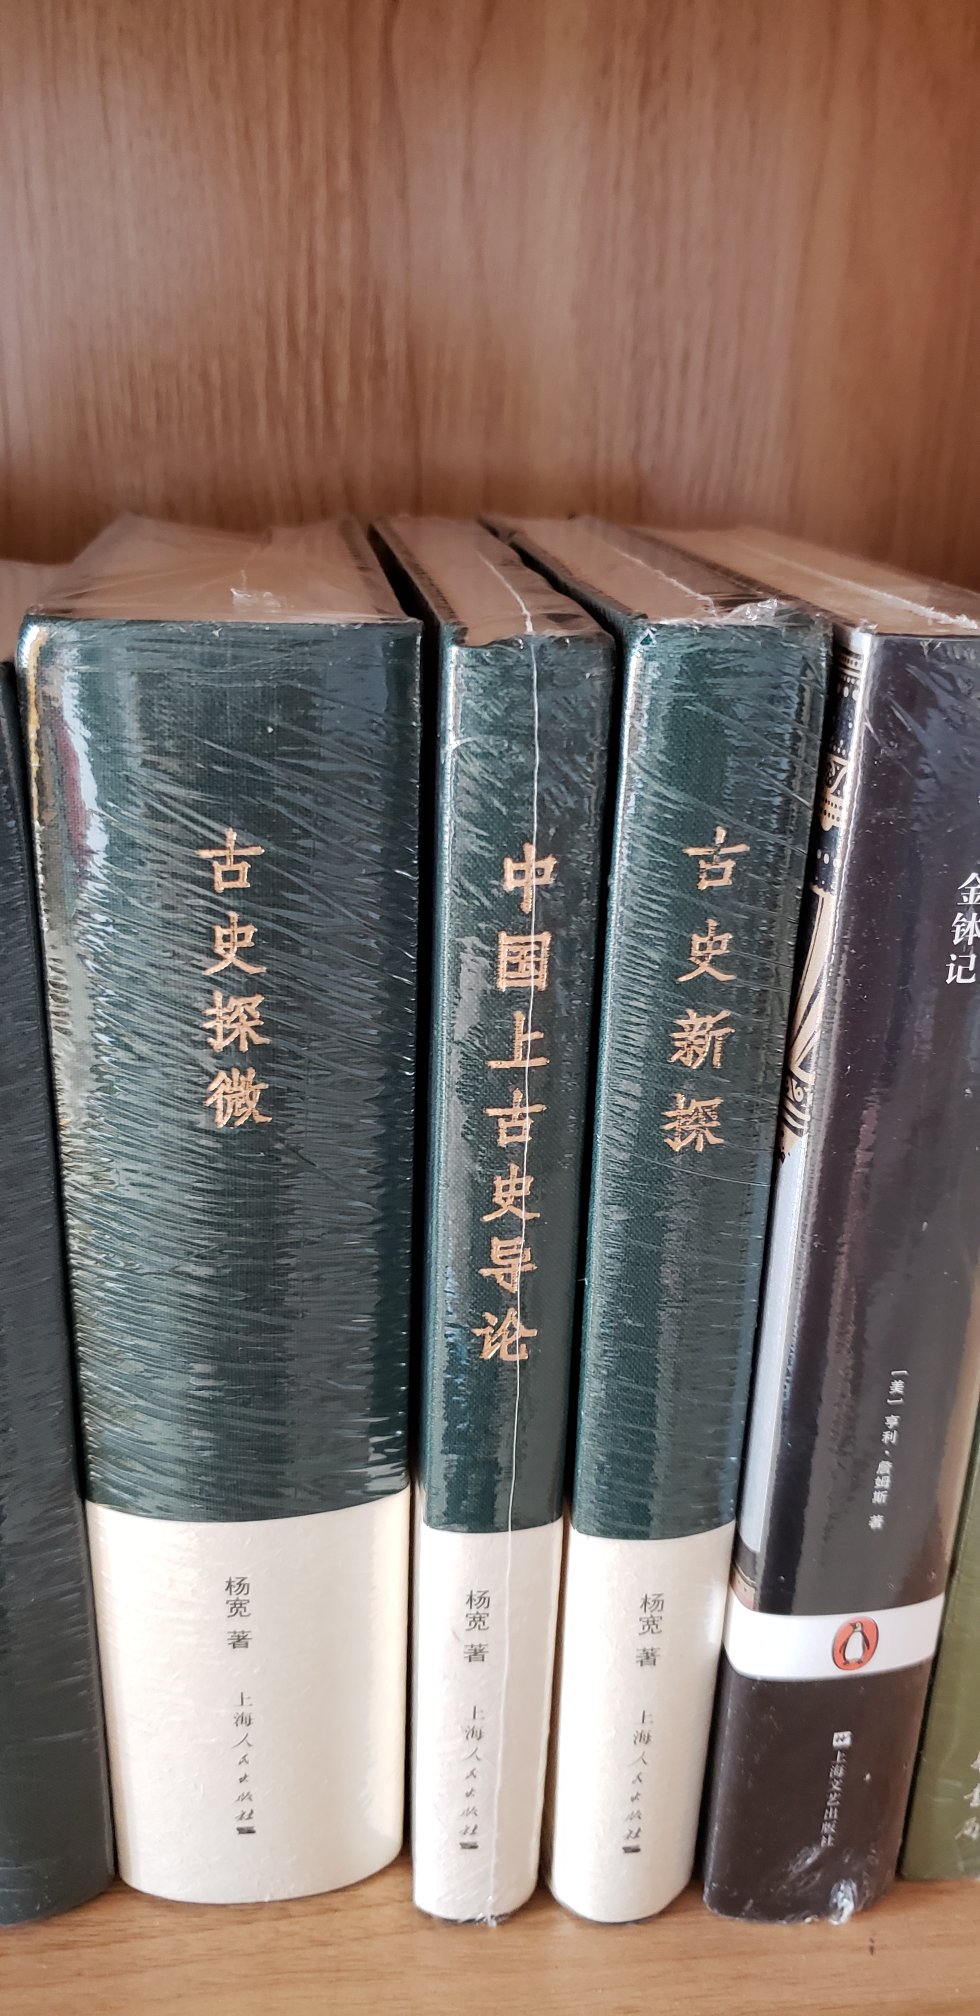 古史探微
杨宽 著
上海人民出版社
中国上古史导论
杨宽 著
上海人民出版社
古史新探
杨宽 著
上海人民出版社
金钵记
[美] 亨利·詹姆斯 著
上海文艺出版社